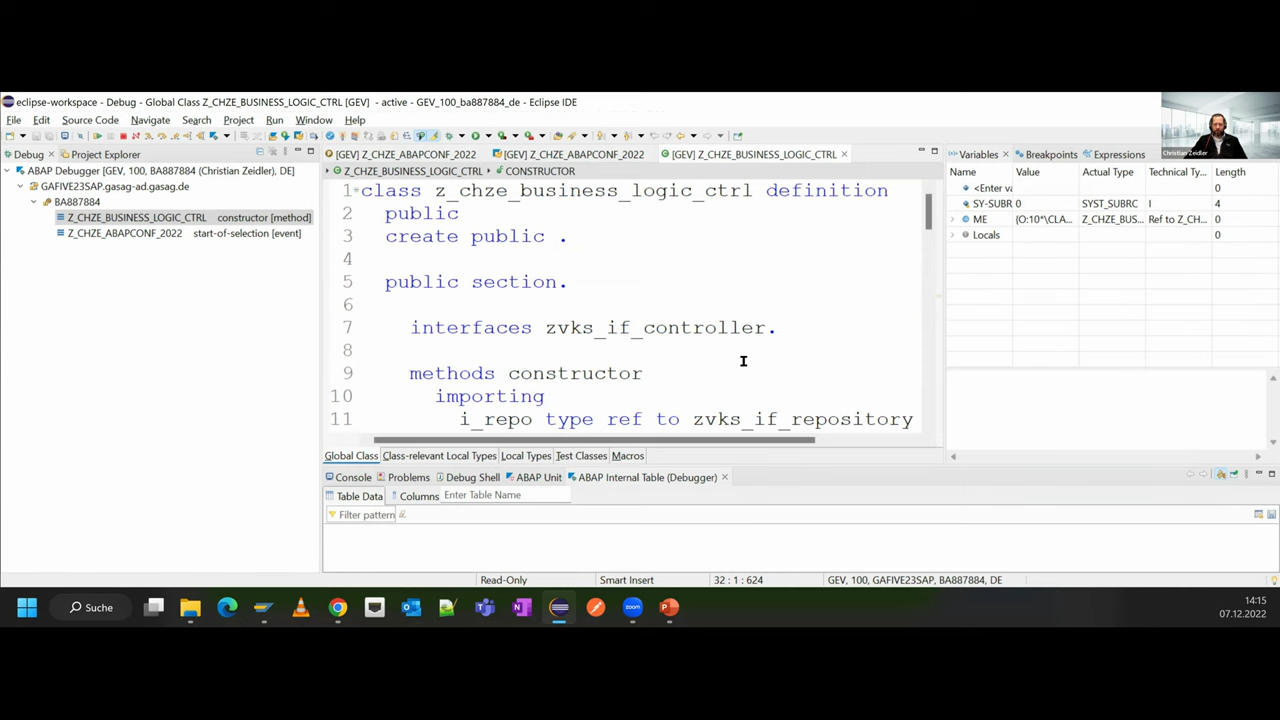 eclipse-workspace - Debug - Global Class Z_CHZE_BUSINESS_LOGIC_CTRL [GEV] - active - GEV_100_ba887884_de - Eclipse IDE
File Edit Source Code Navigate Search Project Run Window Help
Christian Zeidler
Debug Project Explorer
ABAP Debugger [GEV, 100, BA887884 (Christian Zeidler), DE]
GAFIVE23SAP.gasag-ad.gasag.de
BA887884
Z_CHZE_BUSINESS_LOGIC_CTRL constructor [method]
Z_CHZE_ABAPCONF_2022 start-of-selection [event]
[GEV] Z_CHZE_ABAPCONF_2022 [GEV] Z_CHZE_ABAPCONF_2022 [GEV] Z_CHZE_BUSINESS_LOGIC_CTRL
Z_CHZE_BUSINESS_LOGIC_CTRL CONSTRUCTOR
1 class z_chze_business_logic_ctrl definition
2 public
3 create public .
4
5 public section.
6
7 interfaces zvks_if_controller.
8
9 methods constructor
10 importing
11 i_repo type ref to zvks_if_repository
Global Class Class-relevant Local Types Local Types Test Classes Macros
Variables Breakpoints Expressions
Name Value Actual Type Technical Ty... Length
<Enter va 0
SY-SUBR 0 SYST_SUBRC I 4
ME {O:10*\CLA... Z_CHZE_BUS... Ref to Z_CH... 0
Locals 0
Console Problems Debug Shell ABAP Unit ABAP Internal Table (Debugger)
Table Data Columns Enter Table Name
Filter pattern
Read-Only Smart Insert 32 : 1 : 624 GEV, 100, GAFIVE23SAP, BA887884, DE
Suche
zoom
14:15
07.12.2022